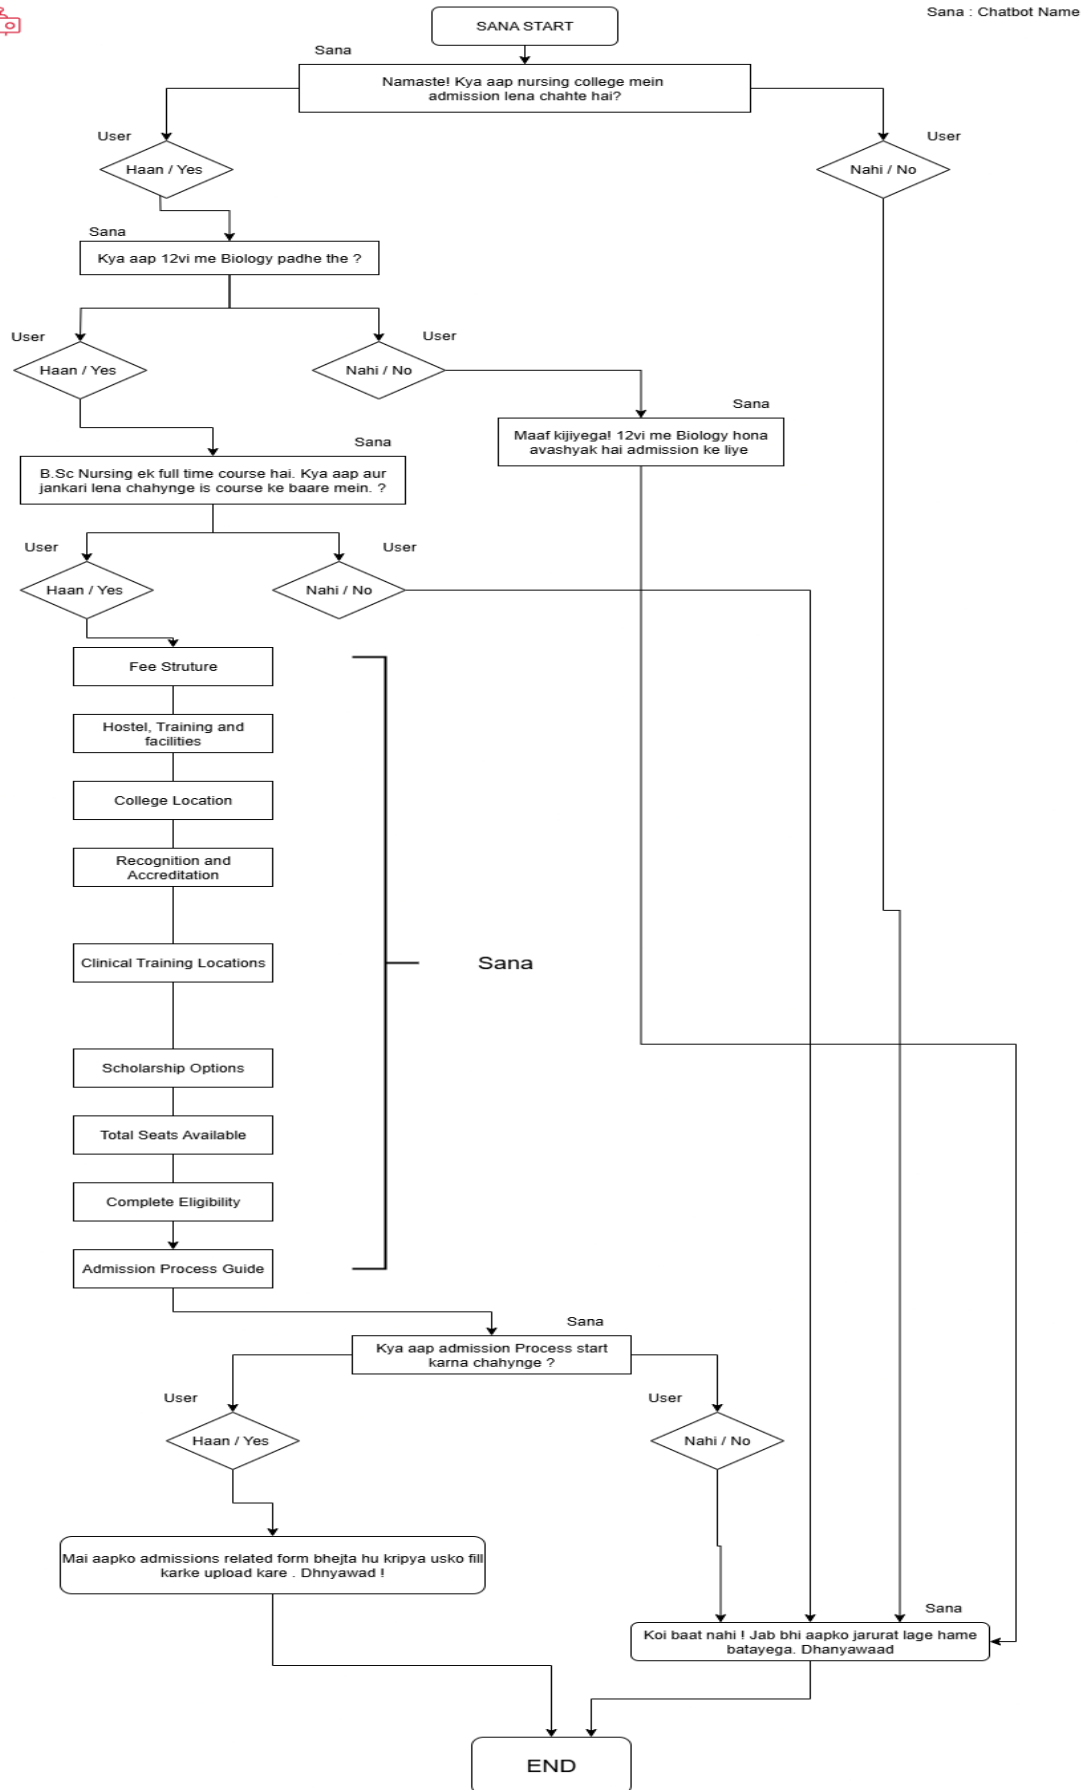 Sana : Chatbot Name
SANA START
Sana
Namaste! Kya aap nursing college mein
admission lena chahte hai?
User
User
Haan / Yes
Nahi / No
Sana
Kya aap 12vi me Biology padhe the ?
User
User
Haan / Yes
Nahi / No
Sana
Maaf kijiyega! 12vi me Biology hona
avashyak hai admission ke liye
Sana
B.Sc Nursing ek full time course hai. Kya aap aur
jankari lena chahynge is course ke baare mein. ?
User
User
Haan / Yes
Nahi / No
Fee Struture
Hostel, Training and
facilities
College Location
Recognition and
Accreditation
Clinical Training Locations
Sana
Scholarship Options
Total Seats Available
Complete Eligibility
Admission Process Guide
Sana
Kya aap admission Process start
karna chahynge ?
User
User
Haan / Yes
Nahi / No
Mai aapko admissions related form bhejta hu kripya usko fill
karke upload kare . Dhnyawad !
Sana
Koi baat nahi ! Jab bhi aapko jarurat lage hame
batayega. Dhanyawaad
END